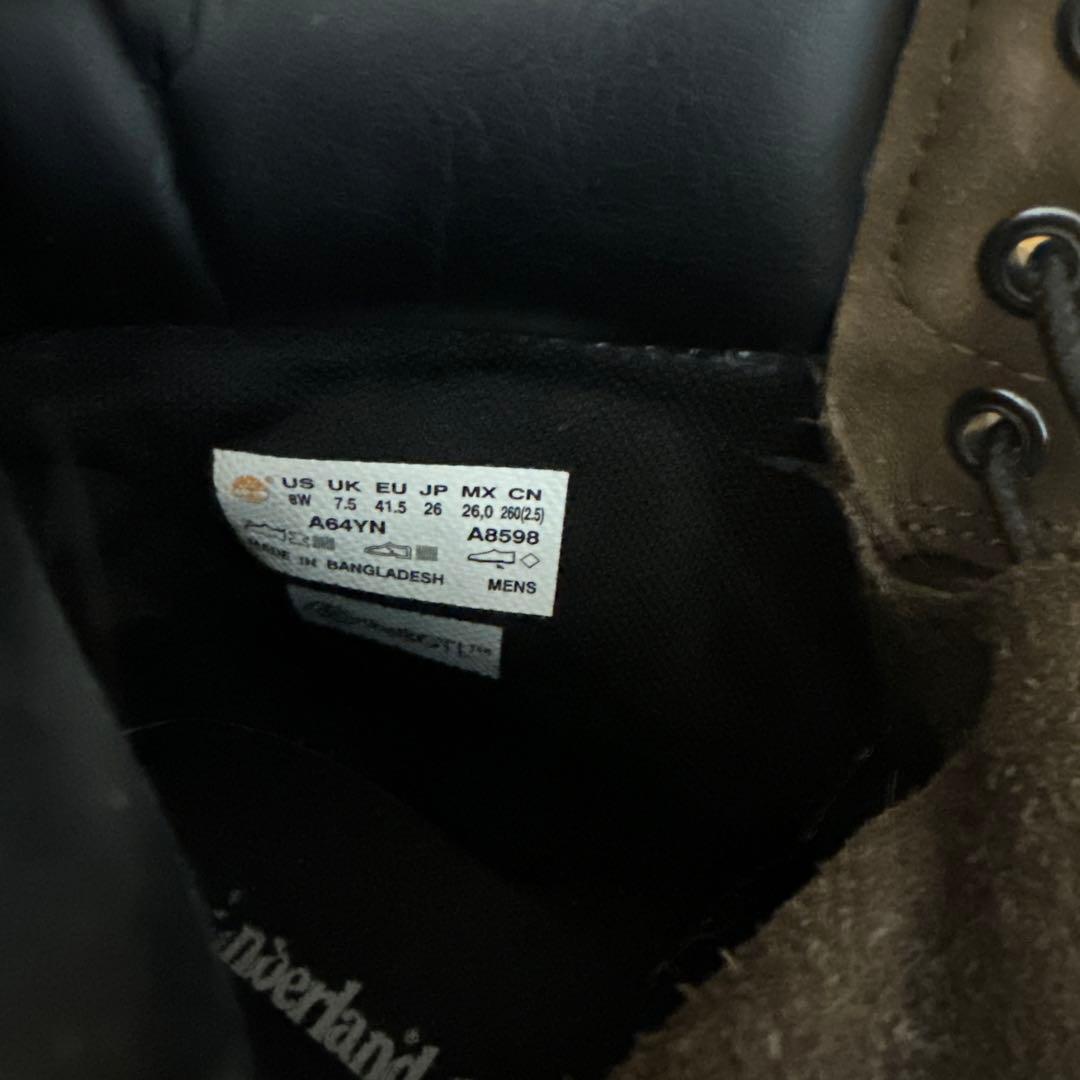 US UK EU JP MX CN
8W 7.5 41.5 26 26,0 260(2.5)
A64YN A8598
MADE IN BANGLADESH MENS